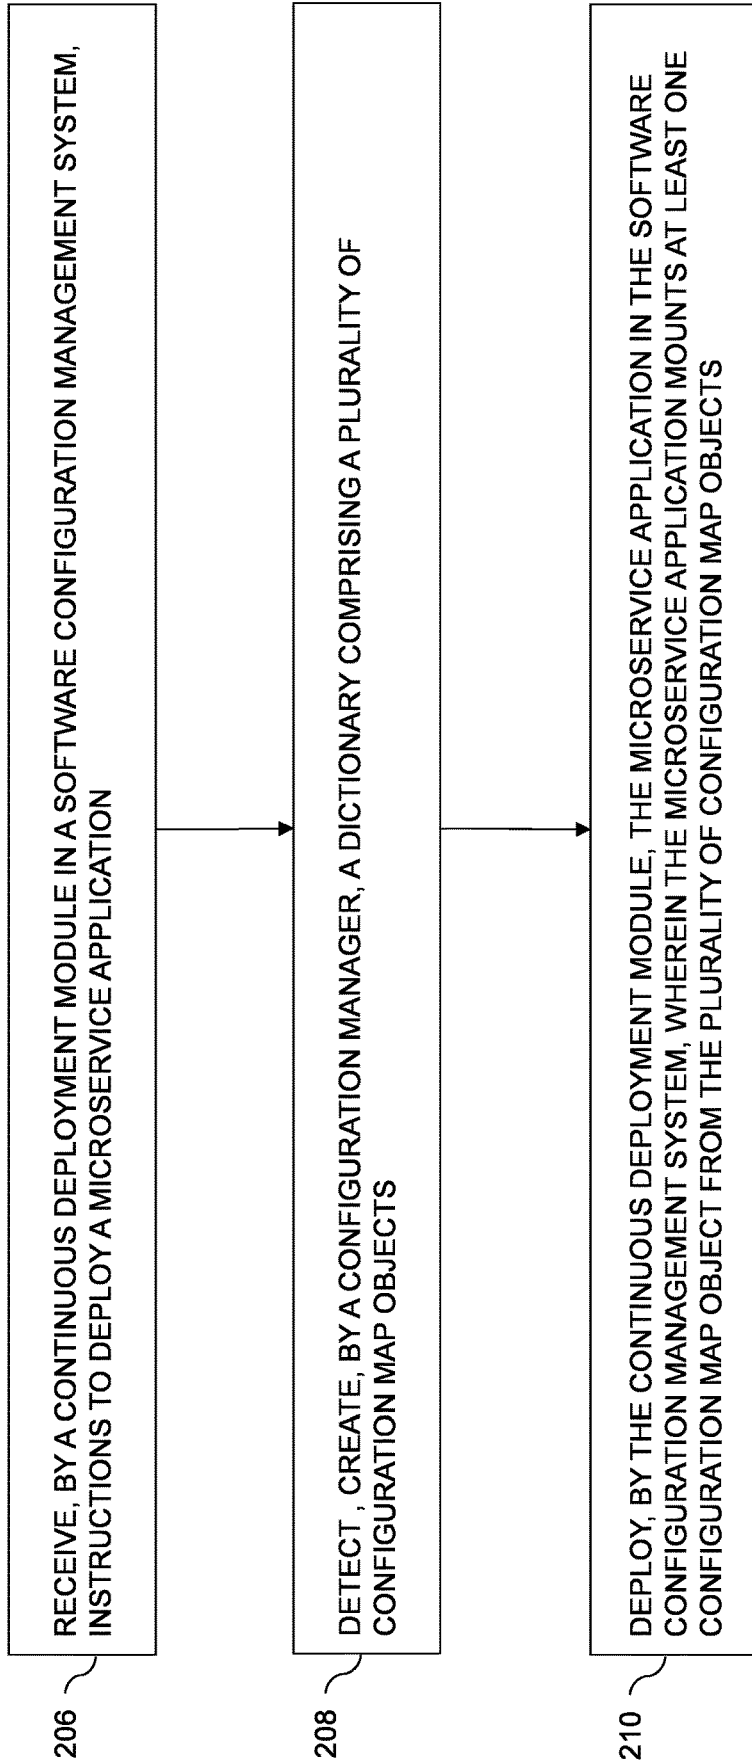 206
RECEIVE, BY A CONTINUOUS DEPLOYMENT MODULE IN A SOFTWARE CONFIGURATION MANAGEMENT SYSTEM,
INSTRUCTIONS TO DEPLOY A MICROSERVICE APPLICATION
208
DETECT , CREATE, BY A CONFIGURATION MANAGER, A DICTIONARY COMPRISING A PLURALITY OF
CONFIGURATION MAP OBJECTS
210
DEPLOY, BY THE CONTINUOUS DEPLOYMENT MODULE, THE MICROSERVICE APPLICATION IN THE SOFTWARE
CONFIGURATION MANAGEMENT SYSTEM, WHEREIN THE MICROSERVICE APPLICATION MOUNTS AT LEAST ONE
CONFIGURATION MAP OBJECT FROM THE PLURALITY OF CONFIGURATION MAP OBJECTS